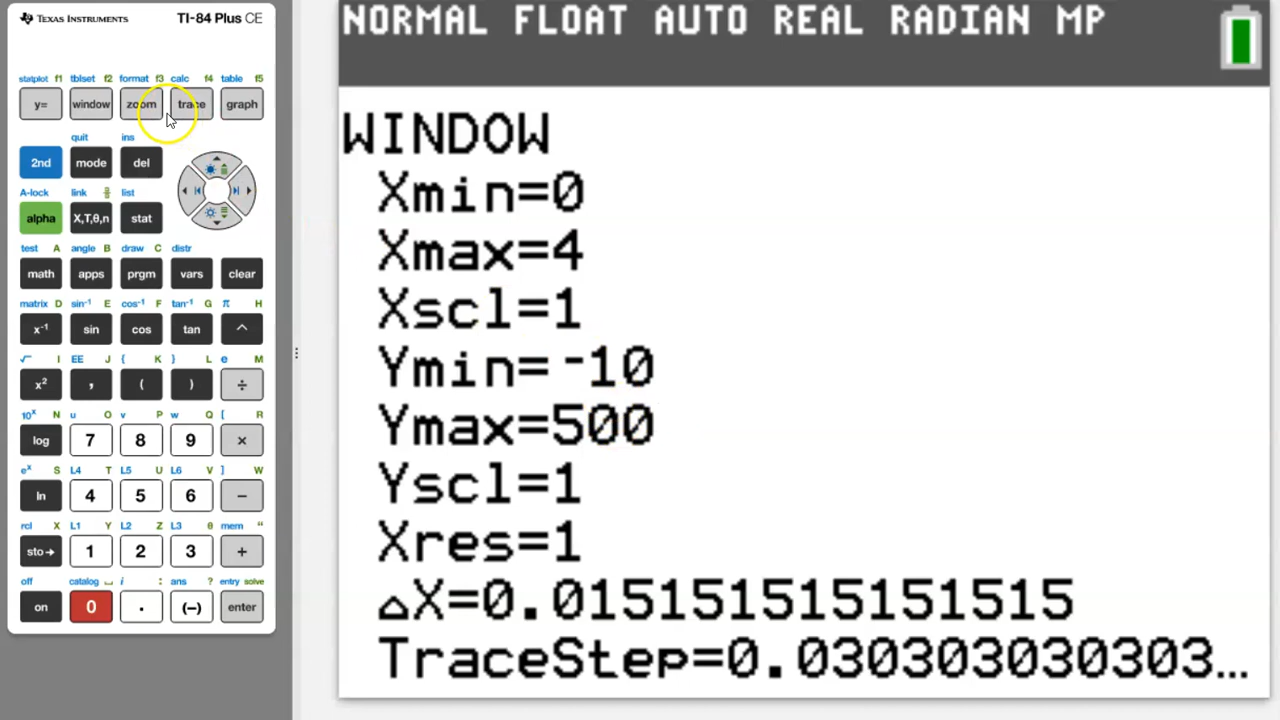 TEXAS INSTRUMENTS TI-84 Plus CE
NORMAL FLOAT AUTO REAL RADIAN MP
statplot f1 tblset f2 format f3 calc f4 table f5
y= window zoom trace graph
quit ins
2nd mode del
A-lock link list
alpha X,T,θ,n stat
test A angle B draw C distr
math apps prgm vars clear
matrix D sin⁻¹ E cos⁻¹ F tan⁻¹ G π H
x⁻¹ sin cos tan ^
√ I EE J { K } L e M
x² , ( ) ÷
10ˣ N u O v P w Q [ R
log 7 8 9 ×
eˣ S L4 T L5 U L6 V ] W
ln 4 5 6 −
rcl X L1 Y L2 Z L3 θ mem “
sto→ 1 2 3 +
off catalog ⎵ i : ans ? entry solve
on 0 . (−) enter
WINDOW
Xmin=0
Xmax=4
Xscl=1
Ymin=-10
Ymax=500
Yscl=1
Xres=1
△X=0.01515151515151515
TraceStep=0.030303030303...